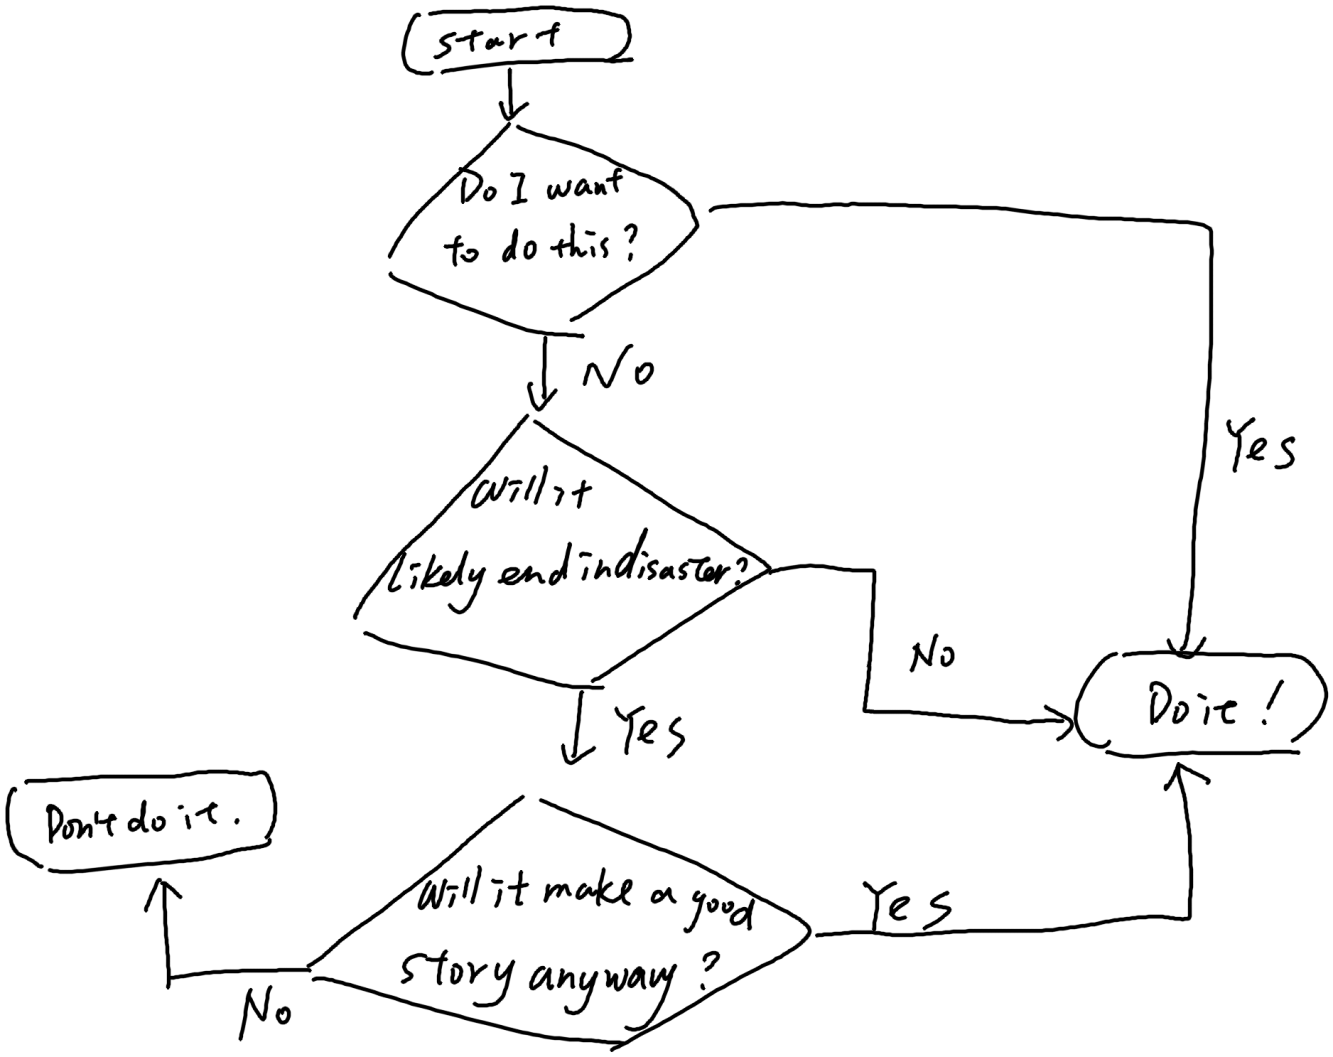 start
Do I want
to do this?
No
Yes
Will it
likely end in disaster?
No
Do it!
Yes
Don't do it.
Will it make a good
story anyway?
Yes
No